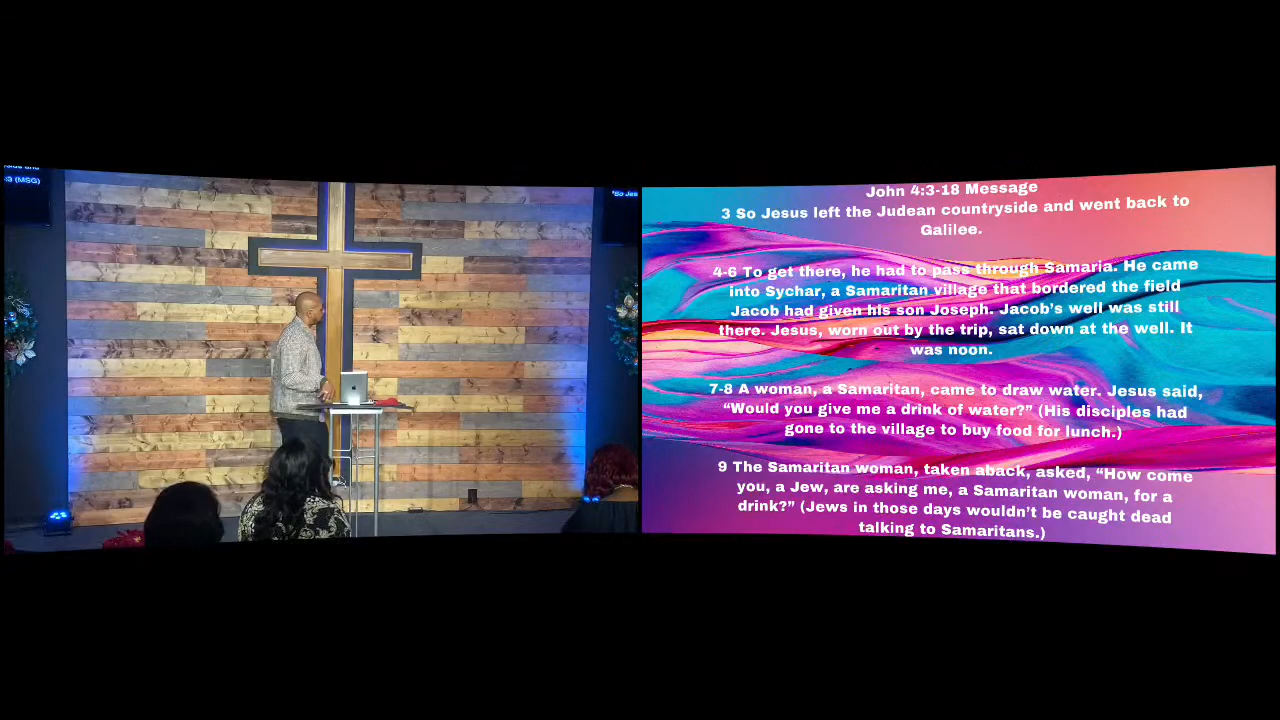 :3 (MSG)
"So Jes
John 4:3-18 Message
3 So Jesus left the Judean countryside and went back to
Galilee.
4-6 To get there, he had to pass through Samaria. He came
into Sychar, a Samaritan village that bordered the field
Jacob had given his son Joseph. Jacob’s well was still
there. Jesus, worn out by the trip, sat down at the well. It
was noon.
7-8 A woman, a Samaritan, came to draw water. Jesus said,
“Would you give me a drink of water?” (His disciples had
gone to the village to buy food for lunch.)
9 The Samaritan woman, taken aback, asked, “How come
you, a Jew, are asking me, a Samaritan woman, for a
drink?” (Jews in those days wouldn’t be caught dead
talking to Samaritans.)